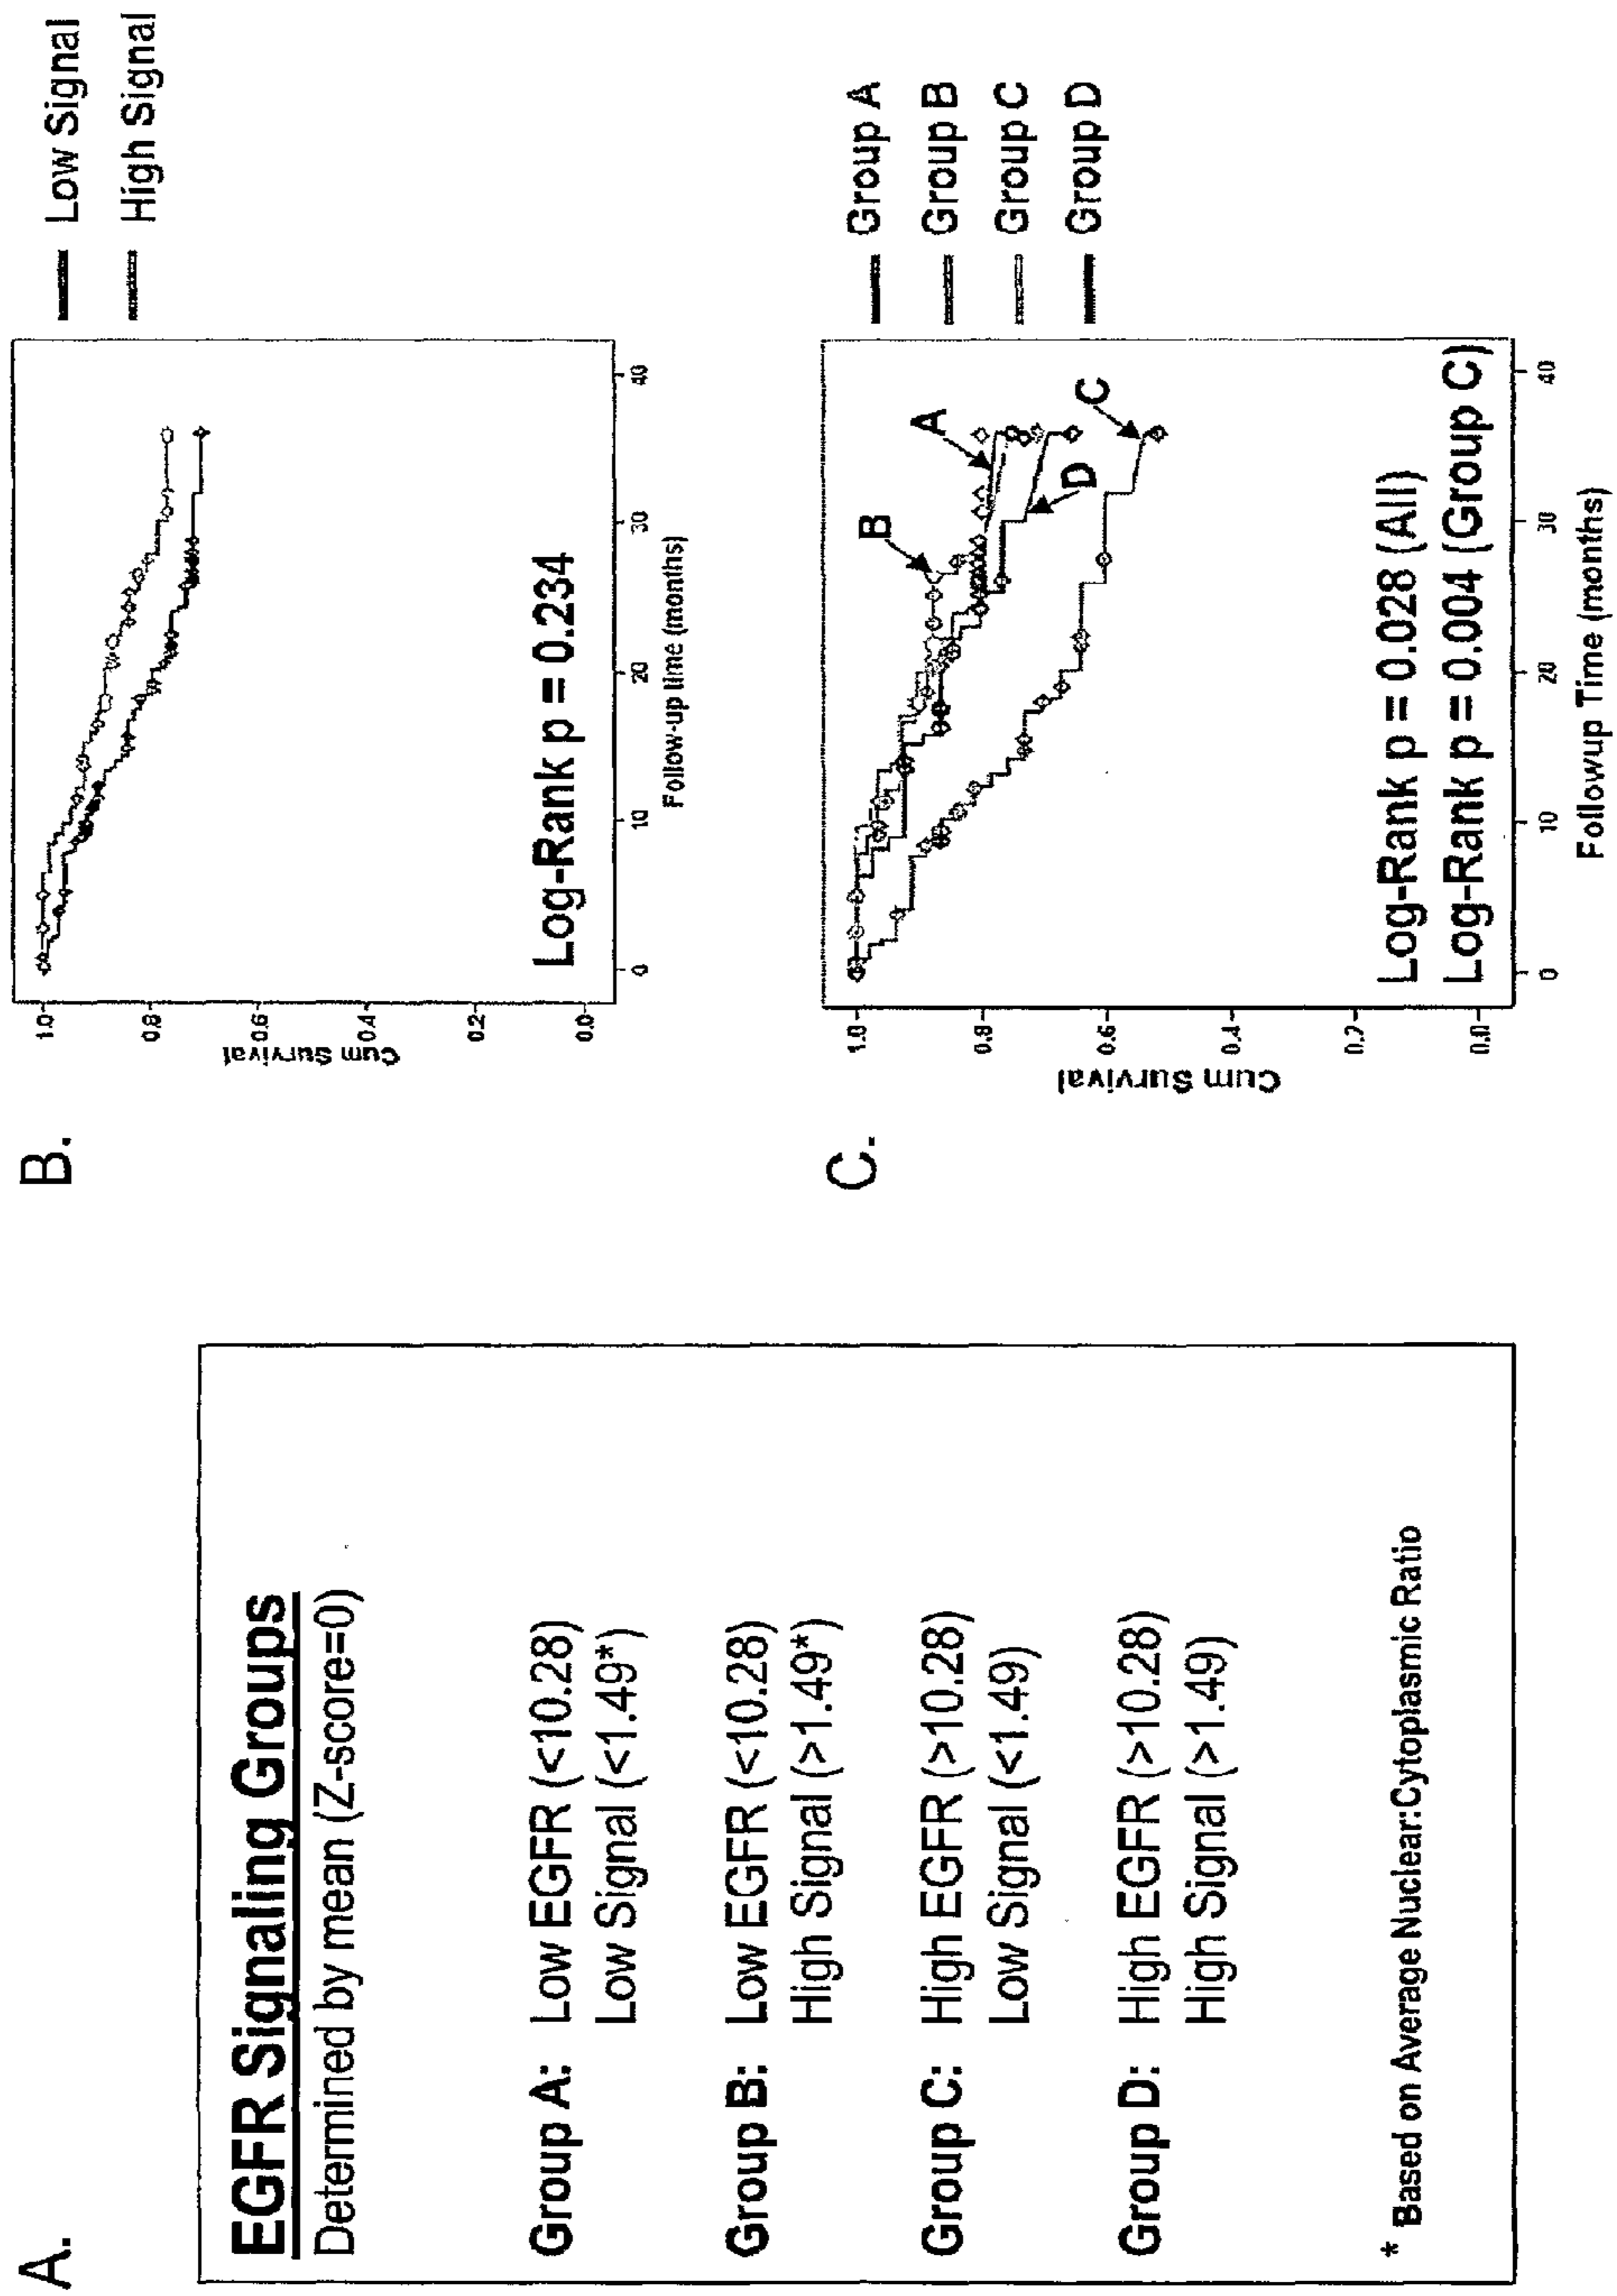 A.
EGFR Signaling Groups
Determined by mean (Z-score=0)
Group A: Low EGFR (<10.28)
Low Signal (<1.49*)
Group B: Low EGFR (<10.28)
High Signal (>1.49*)
Group C: High EGFR (>10.28)
Low Signal (<1.49)
Group D: High EGFR (>10.28)
High Signal (>1.49)
* Based on Average Nuclear:Cytoplasmic Ratio
B.
Cum Survival
1.0
0.8
0.6
0.4
0.2
0.0
Log-Rank p = 0.234
0 10 20 30 40
Follow-up time (months)
Low Signal
High Signal
C.
Cum Survival
1.0
0.8
0.6
0.4
0.2
0.0
B
A
D
C
Log-Rank p = 0.028 (All)
Log-Rank p = 0.004 (Group C)
0 10 20 30 40
Followup Time (months)
Group A
Group B
Group C
Group D